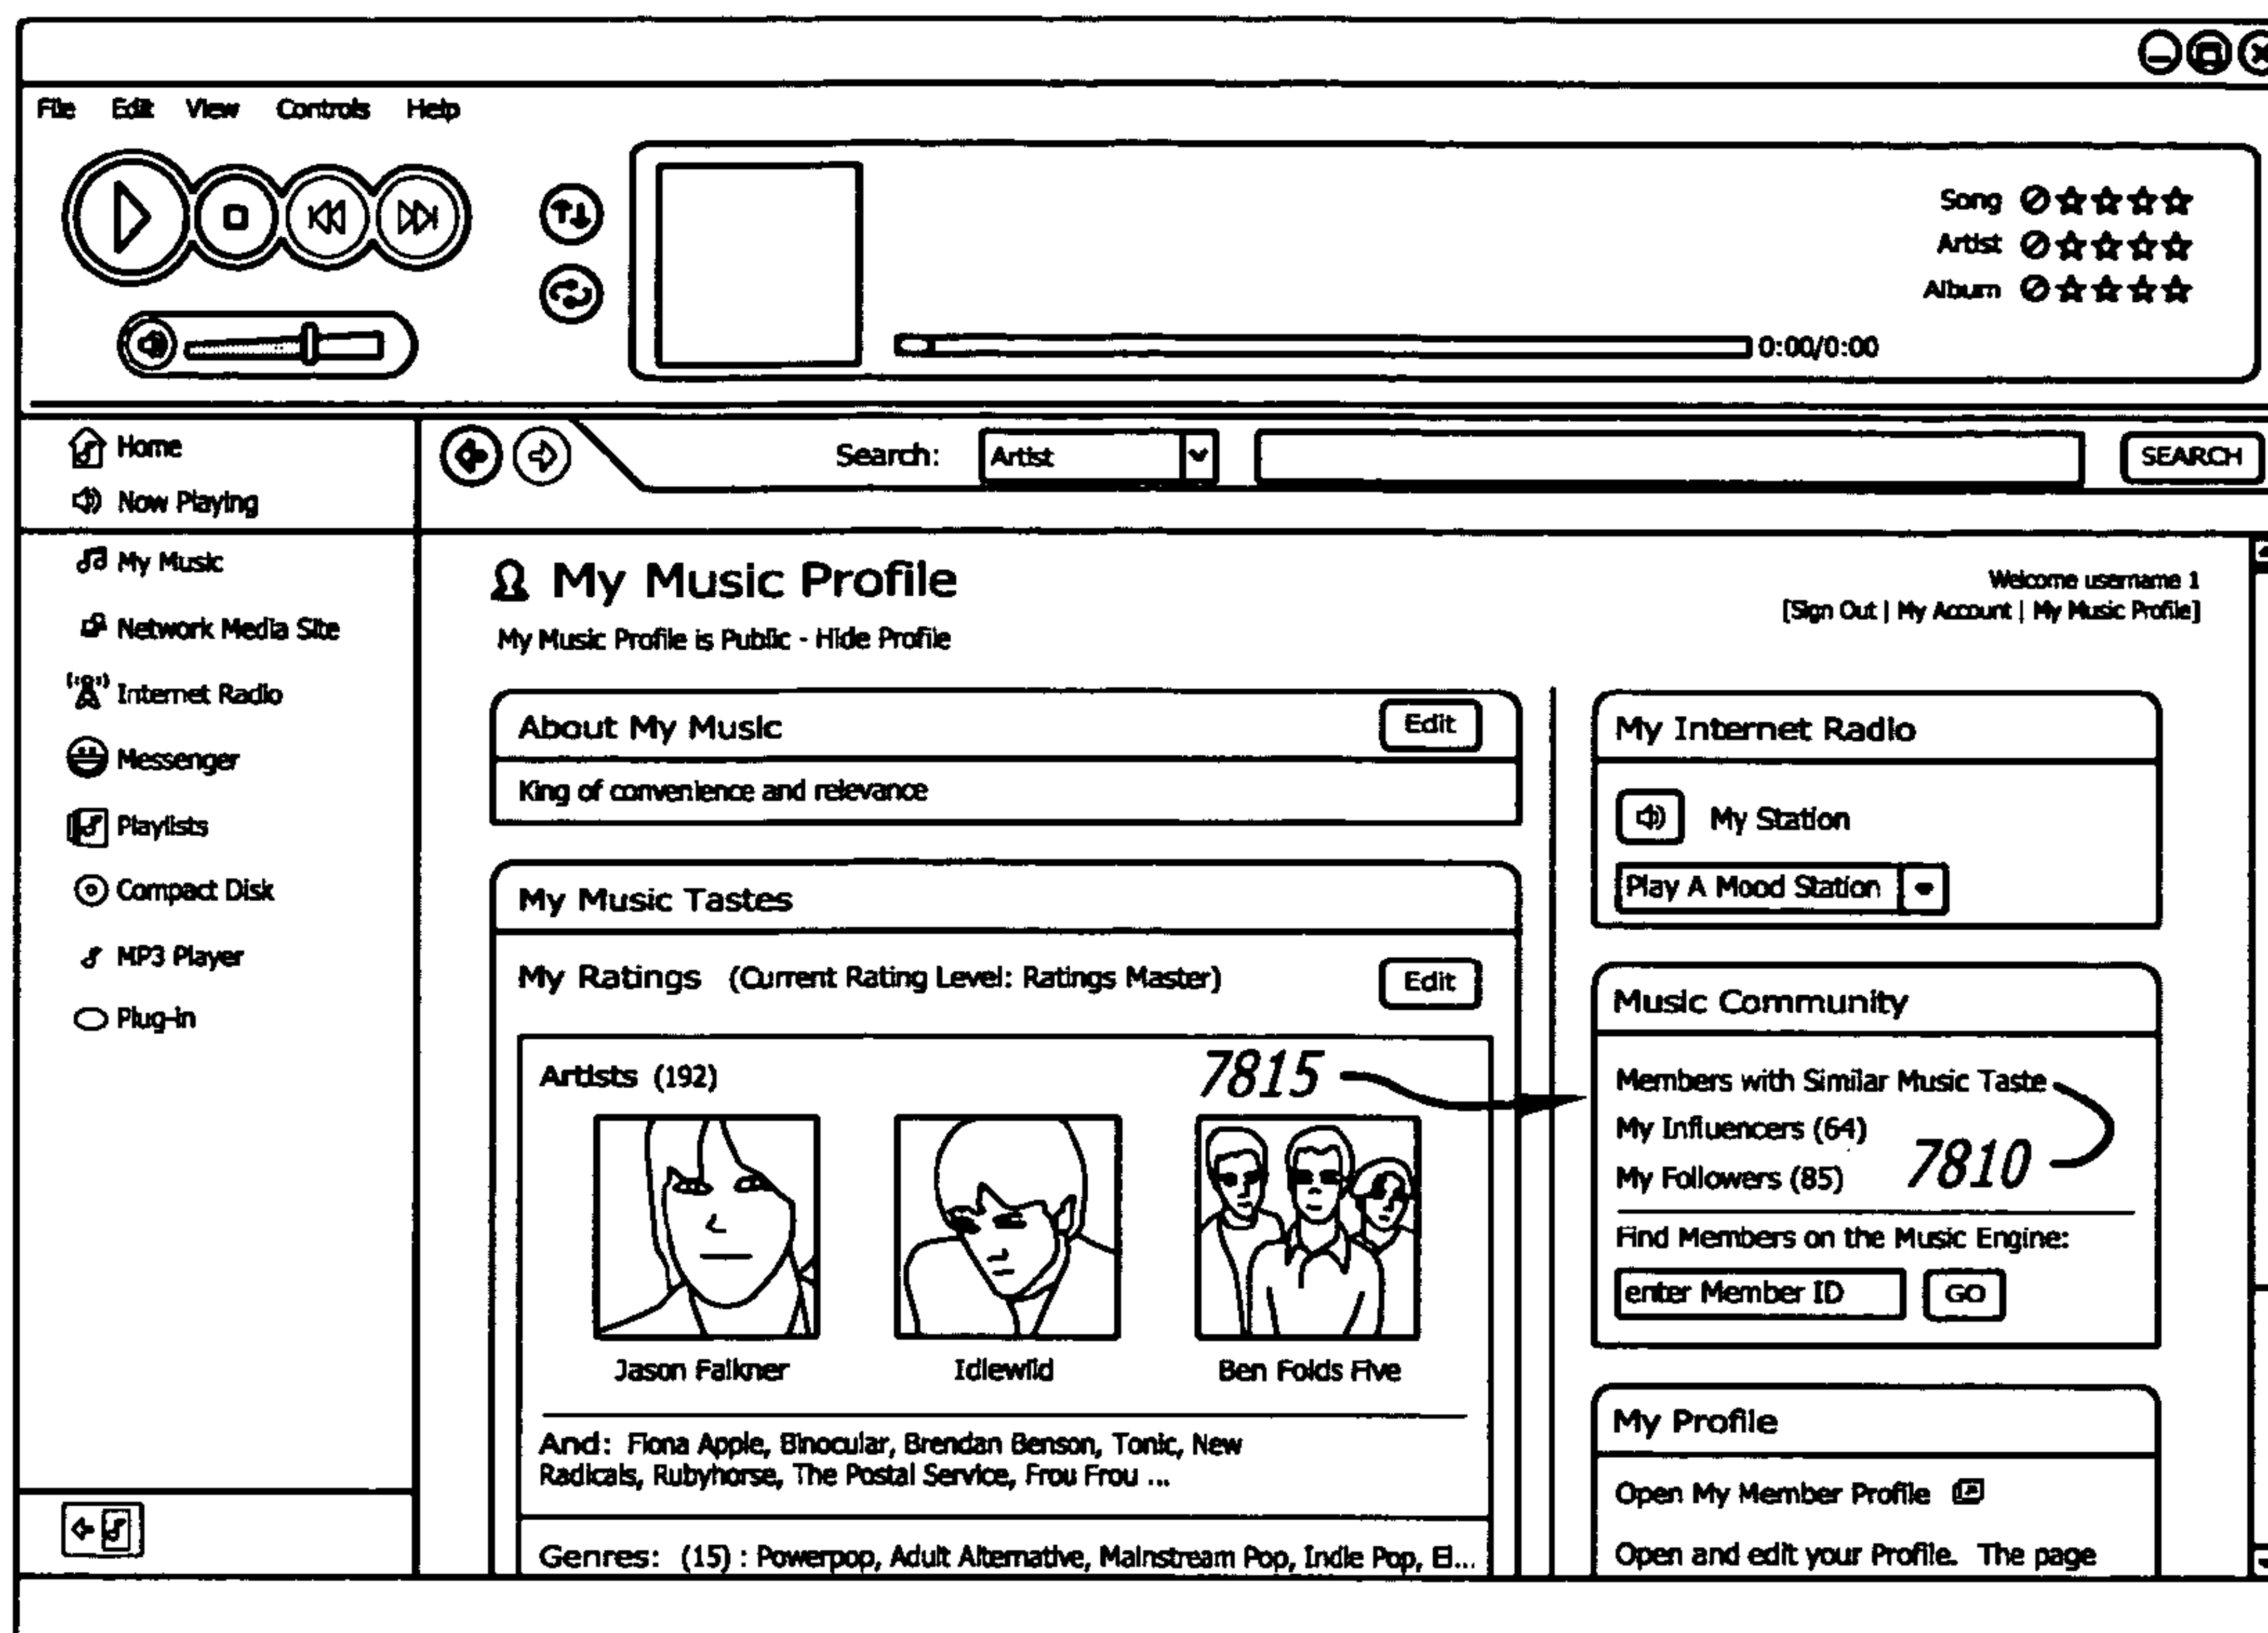 File Edit View Controls Help
Song
Artist
Album
0:00/0:00
Home
Now Playing
Search: Artist SEARCH
My Music
Network Media Site
Internet Radio
Messenger
Playlists
Compact Disk
MP3 Player
Plug-in
My Music Profile
My Music Profile is Public - Hide Profile
Welcome username 1
[Sign Out | My Account | My Music Profile]
About My Music Edit
King of convenience and relevance
My Music Tastes
My Ratings (Current Rating Level: Ratings Master) Edit
Artists (192)
7815
Jason Falkner Idlewild Ben Folds Five
And: Fiona Apple, Binocular, Brendan Benson, Tonic, New
Radicals, Rubyhorse, The Postal Service, Frou Frou ...
Genres: (15) : Powerpop, Adult Alternative, Mainstream Pop, Indie Pop, El...
My Internet Radio
My Station
Play A Mood Station
Music Community
Members with Similar Music Taste
My Influencers (64)
My Followers (85)
7810
Find Members on the Music Engine:
enter Member ID GO
My Profile
Open My Member Profile
Open and edit your Profile. The page